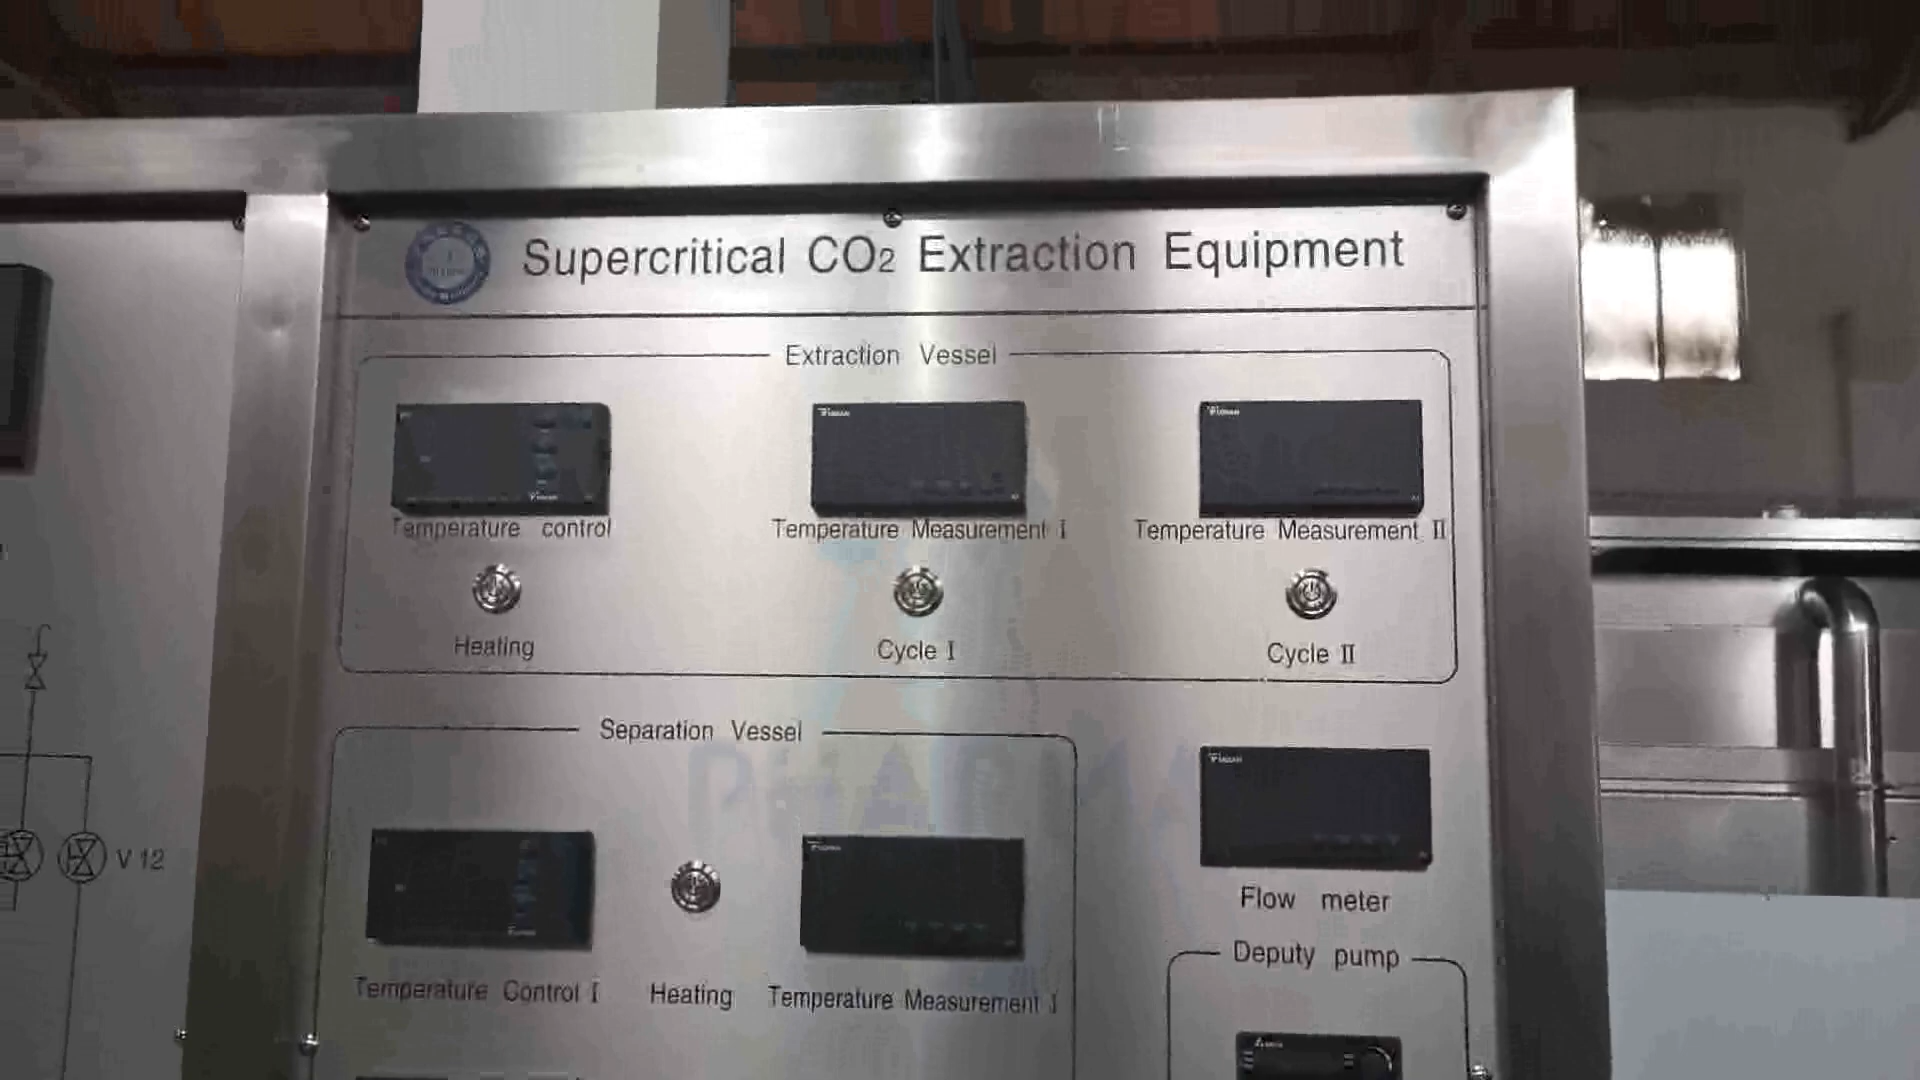 Supercritical CO2 Extraction Equipment
Extraction Vessel
Temperature control
Temperature Measurement I
Temperature Measurement II
Heating
Cycle I
Cycle II
Separation Vessel
PHARMA
V 12
Flow meter
Temperature Control I
Heating
Temperature Measurement I
Deputy pump